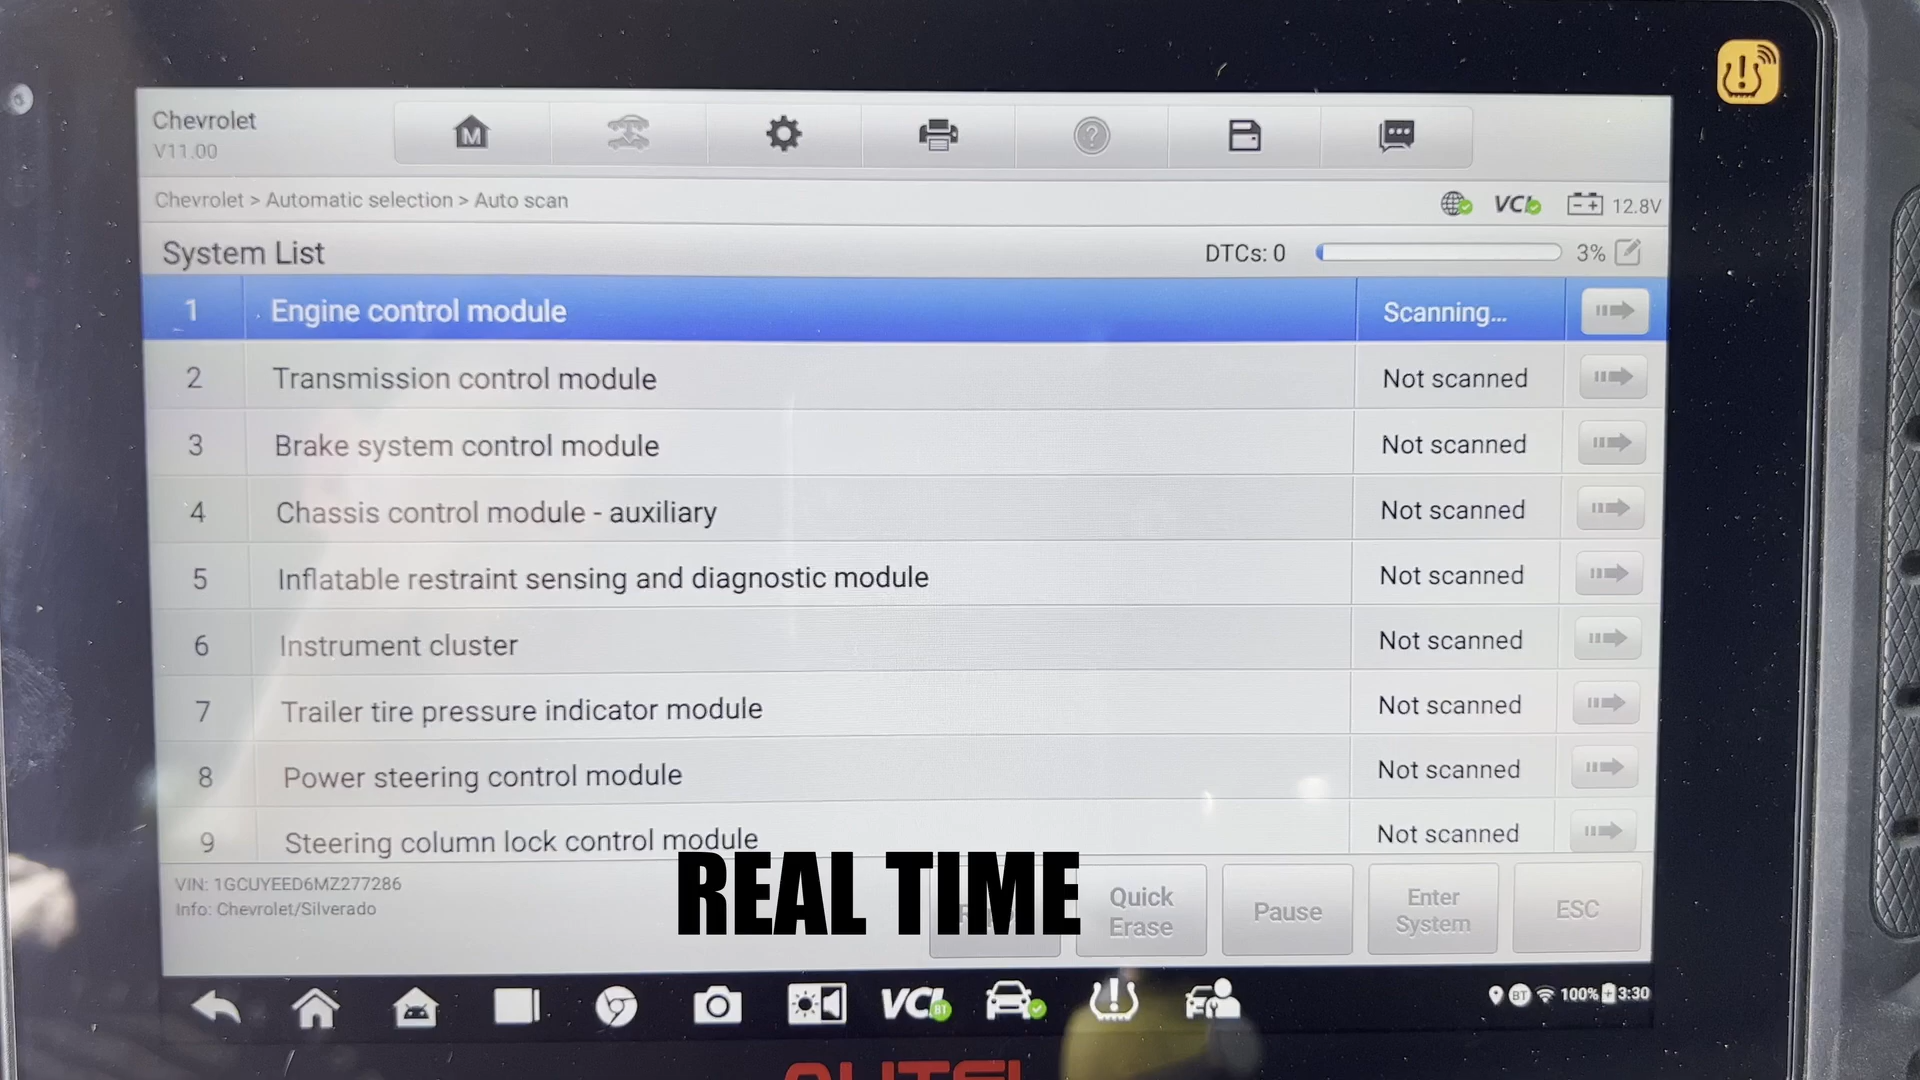 Chevrolet
V11.00
M
?
Chevrolet > Automatic selection > Auto scan
VCI
12.8V
System List
DTCs: 0
3%
1 Engine control module Scanning...
2 Transmission control module Not scanned
3 Brake system control module Not scanned
4 Chassis control module - auxiliary Not scanned
5 Inflatable restraint sensing and diagnostic module Not scanned
6 Instrument cluster Not scanned
7 Trailer tire pressure indicator module Not scanned
8 Power steering control module Not scanned
9 Steering column lock control module Not scanned
VIN: 1GCUYEED6MZ277286
Info: Chevrolet/Silverado
REAL TIME
Quick
Erase
Pause
Enter
System
ESC
VCI
BT
BT
100%
3:30
AUTEL